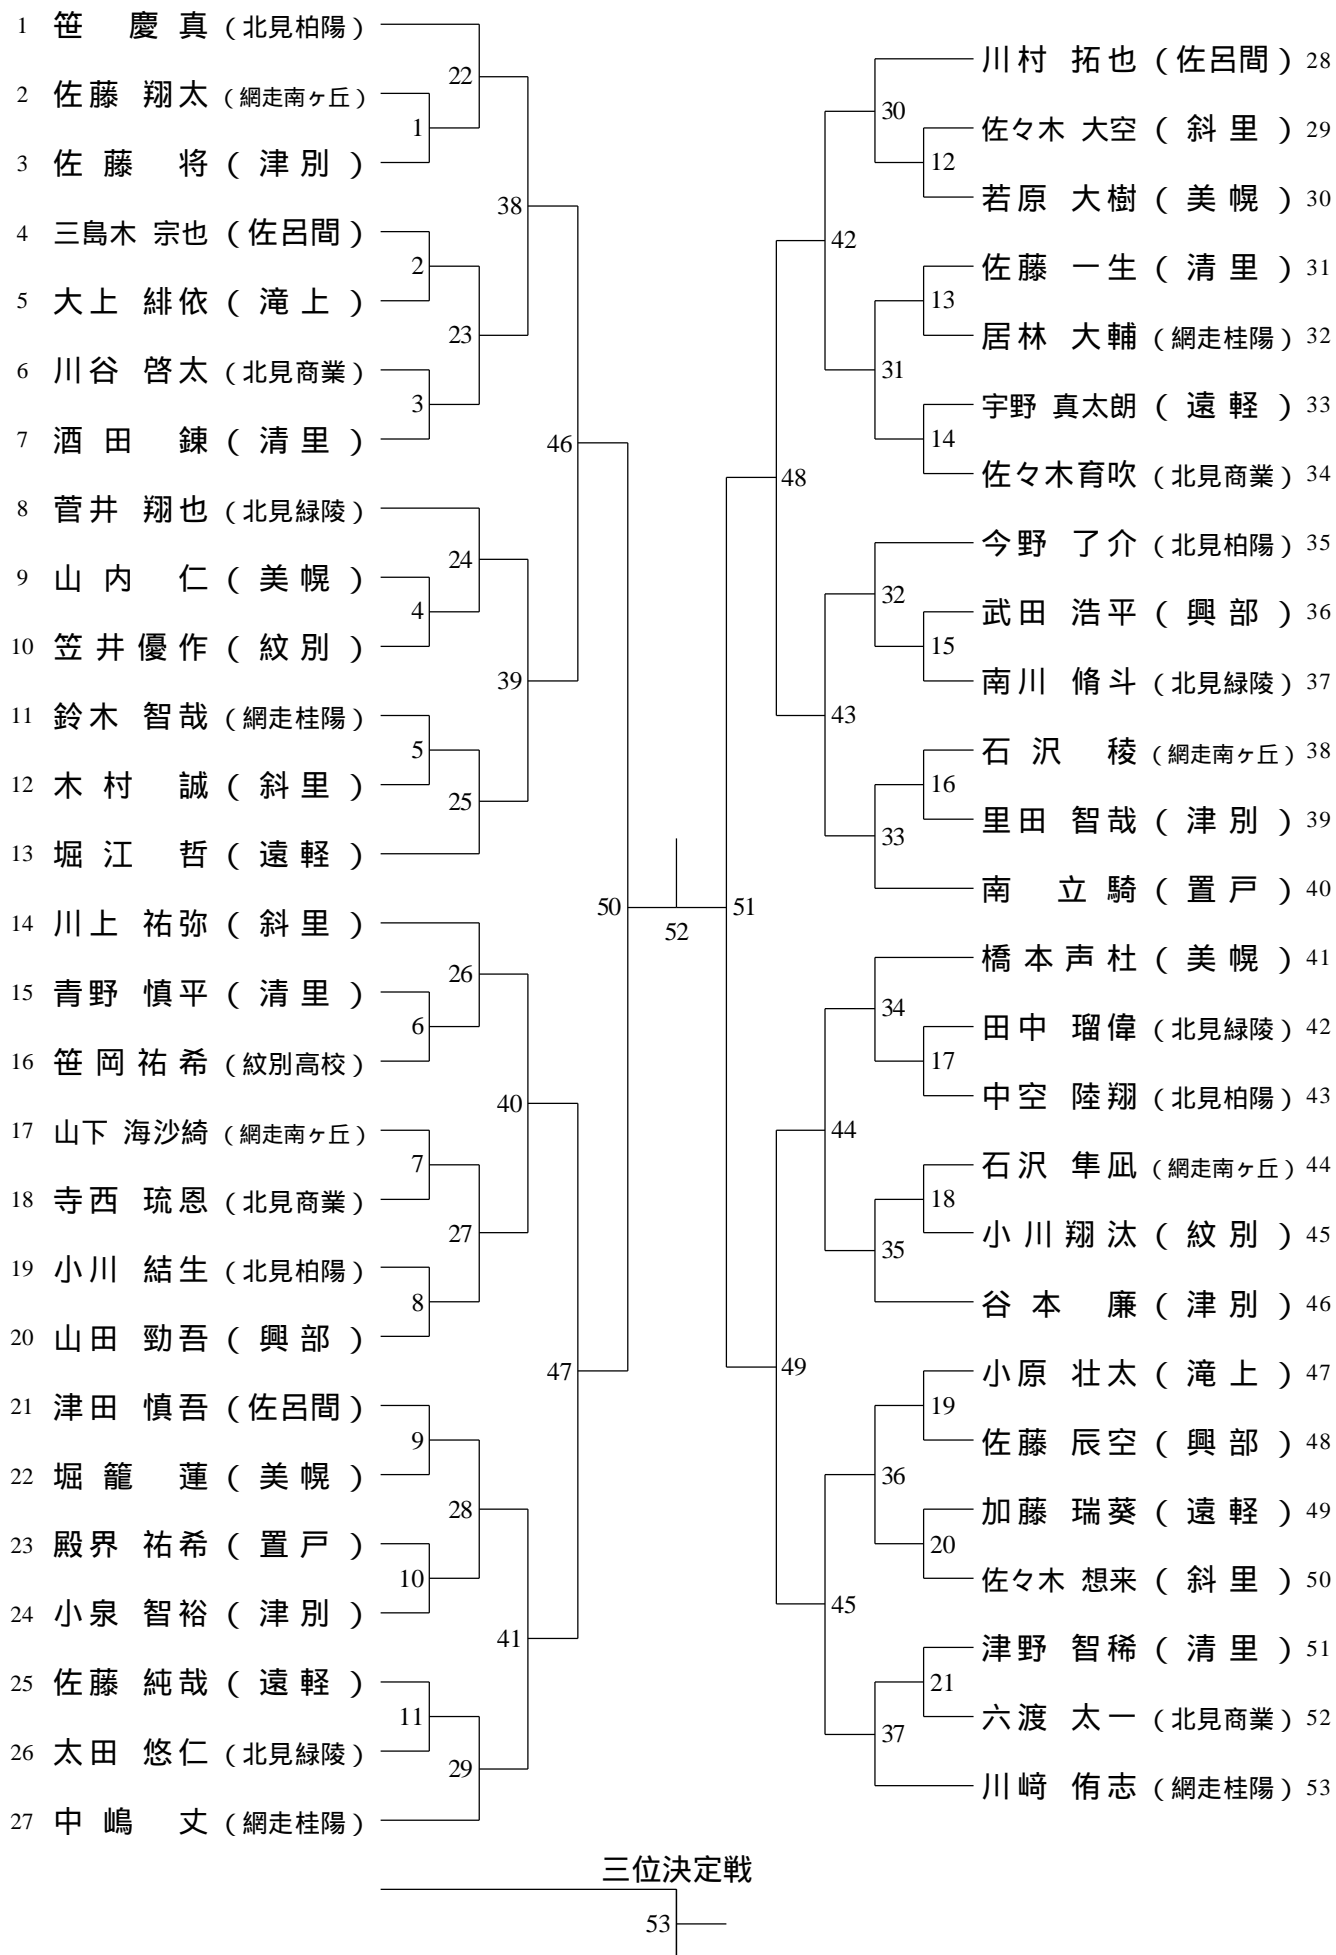 1 笹 慶真 (北見柏陽)
2 佐藤 翔太 (網走南ヶ丘)
3 佐藤 将 (津別)
4 三島木 宗也 (佐呂間)
5 大上 緋依 (滝上)
6 川谷 啓太 (北見商業)
7 酒田 錬 (清里)
8 菅井 翔也 (北見緑陵)
9 山内 仁 (美幌)
10 笠井優作 (紋別)
11 鈴木 智哉 (網走桂陽)
12 木村 誠 (斜里)
13 堀江 哲 (遠軽)
14 川上 祐弥 (斜里)
15 青野 慎平 (清里)
16 笹岡祐希 (紋別高校)
17 山下 海沙綺 (網走南ヶ丘)
18 寺西 琉恩 (北見商業)
19 小川 結生 (北見柏陽)
20 山田 勁吾 (興部)
21 津田 慎吾 (佐呂間)
22 堀籠 蓮 (美幌)
23 殿界 祐希 (置戸)
24 小泉 智裕 (津別)
25 佐藤 純哉 (遠軽)
26 太田 悠仁 (北見緑陵)
27 中嶋 丈 (網走桂陽)
1
2
3
4
5
6
7
8
9
10
11
22
23
24
25
26
27
28
29
38
39
40
41
46
47
50
52
51
48
49
42
43
44
45
30
31
32
33
34
35
36
37
12
13
14
15
16
17
18
19
20
21
川村 拓也 (佐呂間) 28
佐々木 大空 (斜里) 29
若原 大樹 (美幌) 30
佐藤 一生 (清里) 31
居林 大輔 (網走桂陽) 32
宇野 真太朗 (遠軽) 33
佐々木育吹 (北見商業) 34
今野 了介 (北見柏陽) 35
武田 浩平 (興部) 36
南川 脩斗 (北見緑陵) 37
石沢 稜 (網走南ヶ丘) 38
里田 智哉 (津別) 39
南 立騎 (置戸) 40
橋本声杜 (美幌) 41
田中 瑠偉 (北見緑陵) 42
中空 陸翔 (北見柏陽) 43
石沢 隼凪 (網走南ヶ丘) 44
小川翔汰 (紋別) 45
谷本 廉 (津別) 46
小原 壮太 (滝上) 47
佐藤 辰空 (興部) 48
加藤 瑞葵 (遠軽) 49
佐々木 想来 (斜里) 50
津野 智稀 (清里) 51
六渡 太一 (北見商業) 52
川﨑 侑志 (網走桂陽) 53
三位決定戦
53